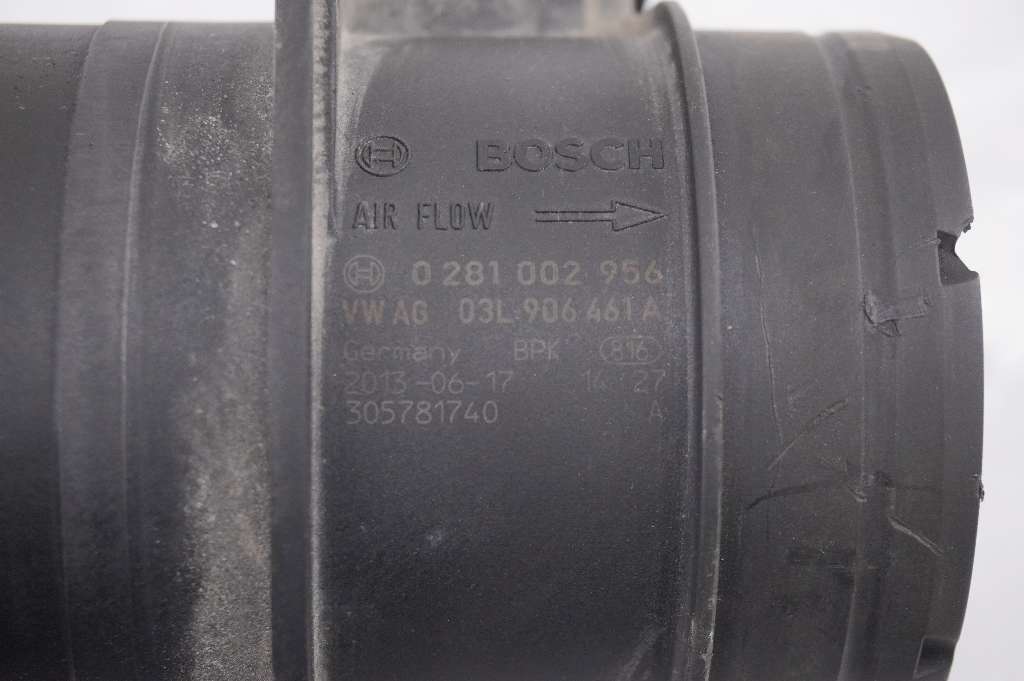 BOSCH
AIR FLOW
0 281 002 956
VW AG 03L 906 461 A
Germany BPK 816
2013-06-17 14 27
305781740 A